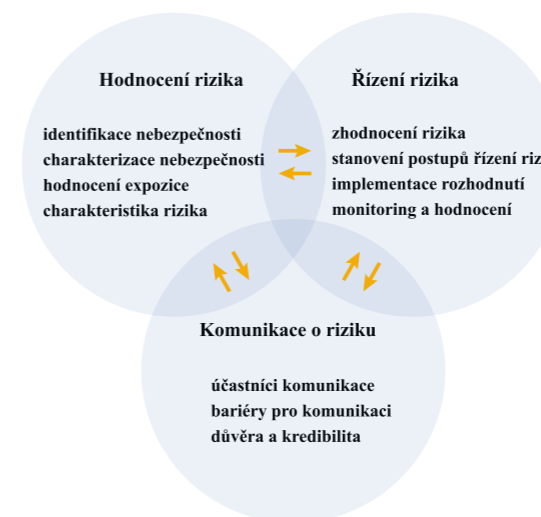 Hodnocení rizika
identifikace nebezpečnosti
charakterizace nebezpečnosti
hodnocení expozice
charakteristika rizika
Řízení rizika
zhodnocení rizika
stanovení postupů řízení riz
implementace rozhodnutí
monitoring a hodnocení
Komunikace o riziku
účastníci komunikace
bariéry pro komunikaci
důvěra a kredibilita